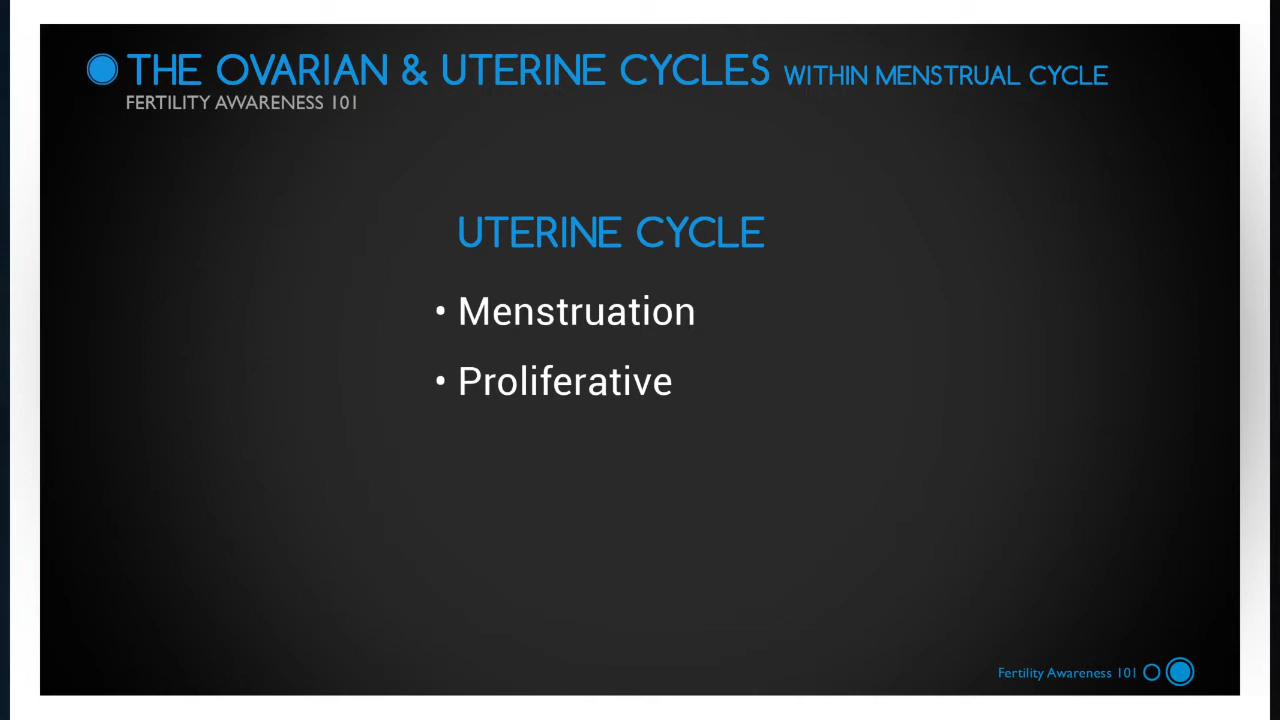 THE OVARIAN & UTERINE CYCLES WITHIN MENSTRUAL CYCLE
FERTILITY AWARENESS 101
UTERINE CYCLE
• Menstruation
• Proliferative
Fertility Awareness 101